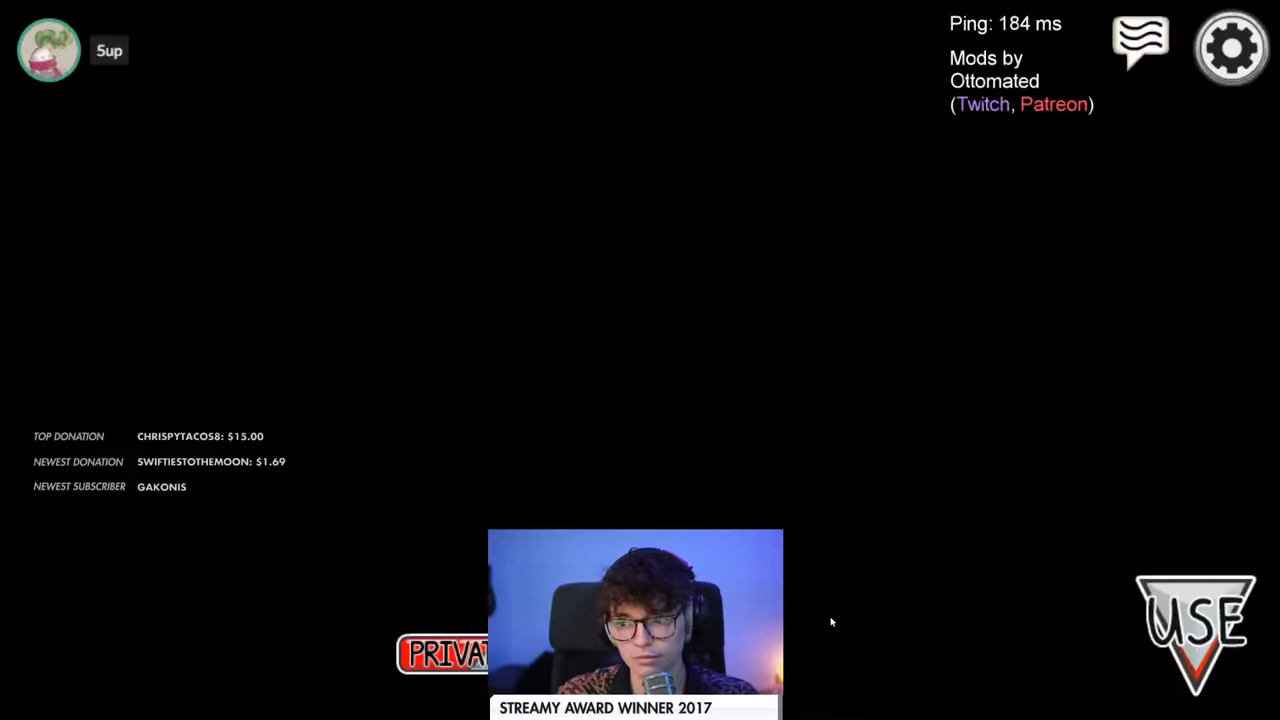 5up
Ping: 184 ms
Mods by
Ottomated
(Twitch, Patreon)
TOP DONATION CHRISPYTACOS8: $15.00
NEWEST DONATION SWIFTIESTOTHEMOON: $1.69
NEWEST SUBSCRIBER GAKONIS
PRIVA
USE
STREAMY AWARD WINNER 2017